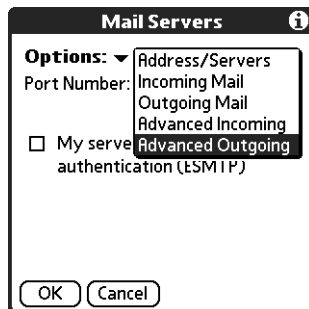 Mail Servers
Options:
Address/Servers
Port Number:
Incoming Mail
Outgoing Mail
Advanced Incoming
My serve
Advanced Outgoing
authentication (ESMTP)
OK
Cancel